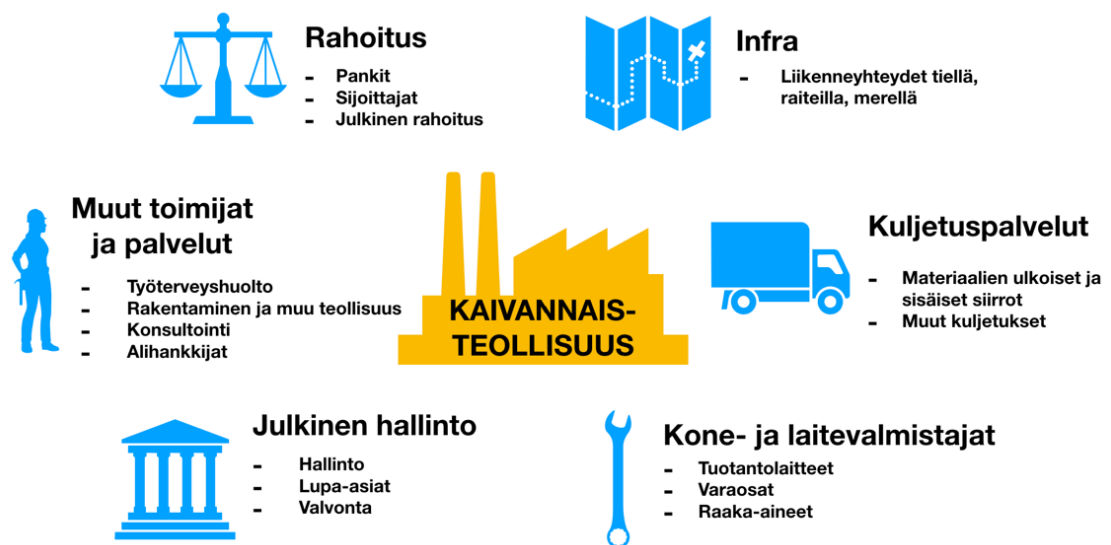 Rahoitus
- Pankit
- Sijoittajat
- Julkinen rahoitus
Infra
- Liikenneyhteydet tiellä,
raiteilla, merellä
Muut toimijat
ja palvelut
- Työterveyshuolto
- Rakentaminen ja muu teollisuus
- Konsultointi
- Alihankkijat
KAIVANNAIS-
TEOLLISUUS
Kuljetuspalvelut
- Materiaalien ulkoiset ja
sisäiset siirrot
- Muut kuljetukset
Julkinen hallinto
- Hallinto
- Lupa-asiat
- Valvonta
Kone- ja laitevalmistajat
- Tuotantolaitteet
- Varaosat
- Raaka-aineet